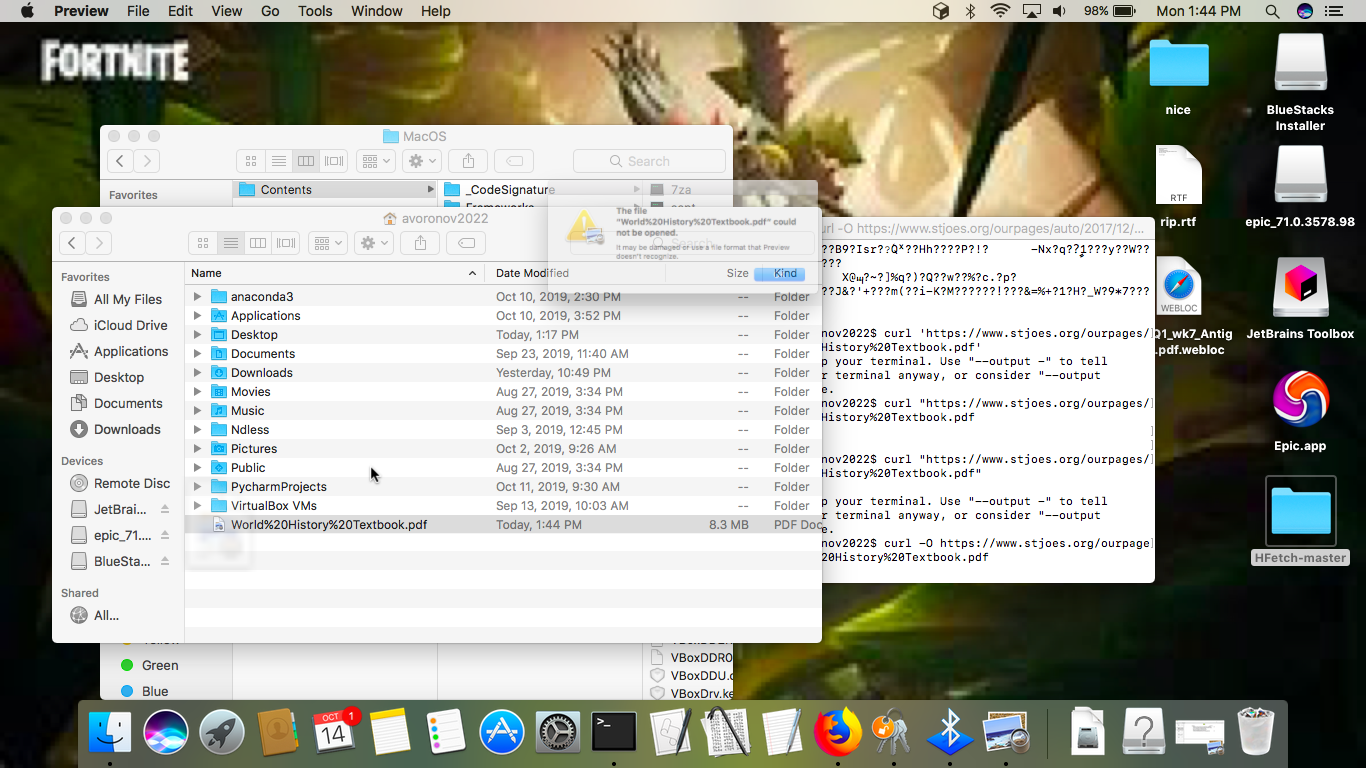 Preview File Edit View Go Tools Window Help 98% Mon 1:44 PM
FORTNITE
nice
BlueStacks
Installer
RTF
rip.rtf
epic_71.0.3578.98
WEBLOC
Q1_wk7_Antig
.pdf.webloc
JetBrains Toolbox
Epic.app
HFetch-master
MacOS
Search
Favorites
Contents
_CodeSignature
Frameworks
7za
avoronov2022
The file
"World%20History%20Textbook.pdf" could
not be opened.
It may be damaged or use a file format that Preview
doesn't recognize.
Search
Favorites
All My Files
iCloud Drive
Applications
Desktop
Documents
Downloads
Devices
Remote Disc
JetBrai...
epic_71....
BlueSta...
Shared
All...
Name Date Modified Size Kind
anaconda3 Oct 10, 2019, 2:30 PM -- Folder
Applications Oct 10, 2019, 3:52 PM -- Folder
Desktop Today, 1:17 PM -- Folder
Documents Sep 23, 2019, 11:40 AM -- Folder
Downloads Yesterday, 10:49 PM -- Folder
Movies Aug 27, 2019, 3:34 PM -- Folder
Music Aug 27, 2019, 3:34 PM -- Folder
Ndless Sep 3, 2019, 12:45 PM -- Folder
Pictures Oct 2, 2019, 9:26 AM -- Folder
Public Aug 27, 2019, 3:34 PM -- Folder
PycharmProjects Oct 11, 2019, 9:30 AM -- Folder
VirtualBox VMs Sep 13, 2019, 10:03 AM -- Folder
World%20History%20Textbook.pdf Today, 1:44 PM 8.3 MB PDF Doc
url -O https://www.stjoes.org/ourpages/auto/2017/12/...
nov2022$ curl 'https://www.stjoes.org/ourpages/
0History%20Textbook.pdf'
p your terminal. Use "--output -" to tell
r terminal anyway, or consider "--output
e.
nov2022$ curl "https://www.stjoes.org/ourpages/
0History%20Textbook.pdf
nov2022$ curl "https://www.stjoes.org/ourpages/
0History%20Textbook.pdf"
p your terminal. Use "--output -" to tell
r terminal anyway, or consider "--output
e.
nov2022$ curl -O https://www.stjoes.org/ourpage
0History%20Textbook.pdf
Green
Blue
VBoxDDR0
VBoxDDU.
VBoxDrv.ke
OCT
14
1